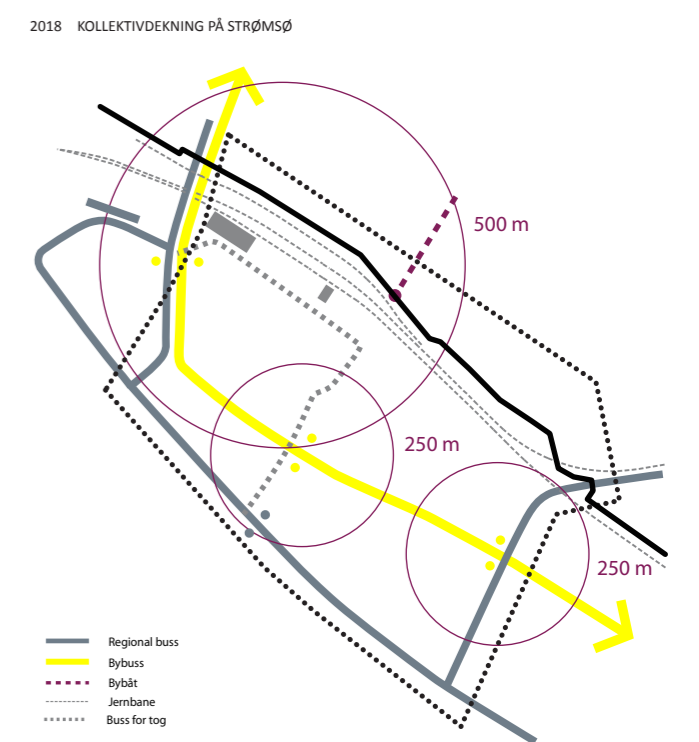 2018 KOLLEKTIVDEKNING PÅ STRØMSØ
500 m
250 m
250 m
Regional buss
Bybuss
Bybåt
Jernbane
Buss for tog